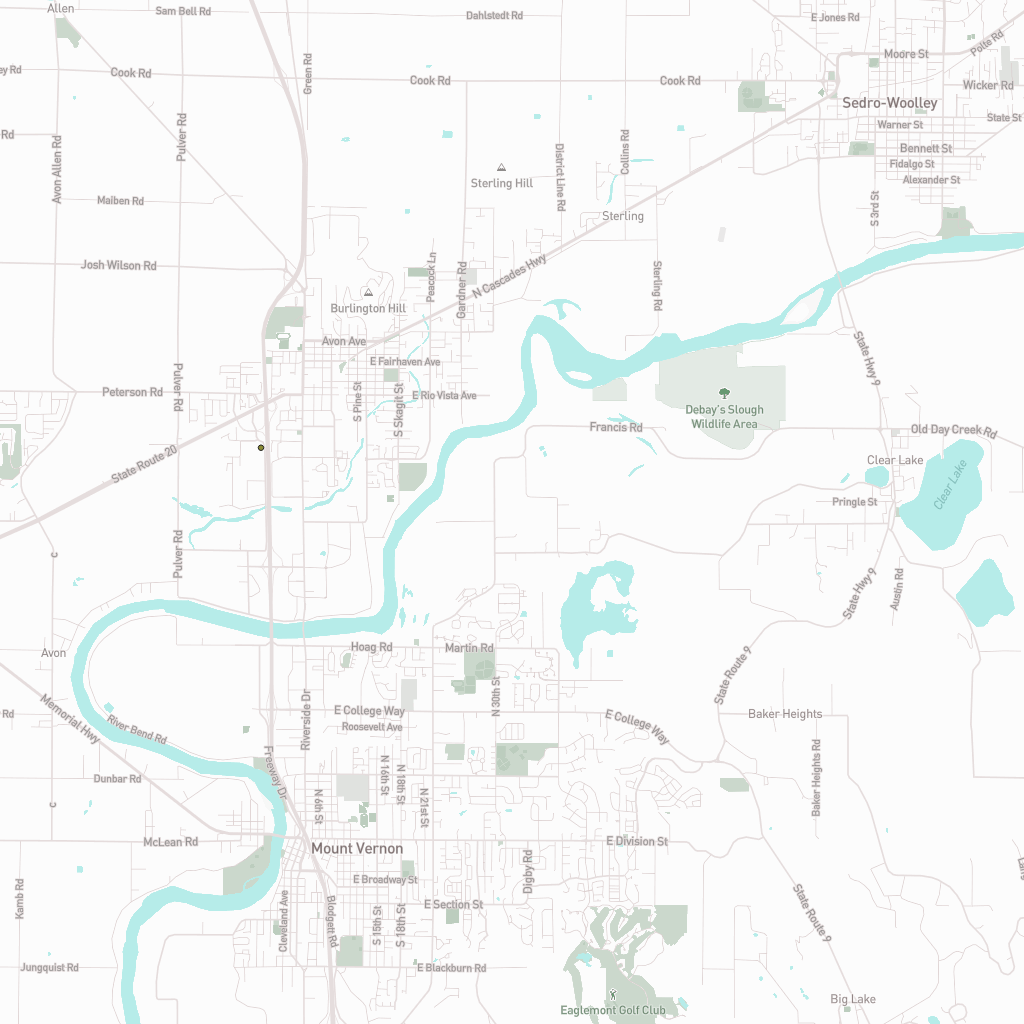 Allen
Sam Bell Rd
Dahlstedt Rd
E Jones Rd
Polte Rd
Moore St
ey Rd
Cook Rd
Green Rd
Cook Rd
Cook Rd
Wicker Rd
Sedro-Woolley
State St
Warner St
Rd
Avon Allen Rd
Pulver Rd
District Line Rd
Collins Rd
Bennett St
Fidalgo St
Alexander St
Sterling Hill
Maiben Rd
Sterling
S 3rd St
Josh Wilson Rd
Peacock Ln
Gardner Rd
N Cascades Hwy
Sterling Rd
Burlington Hill
Avon Ave
E Fairhaven Ave
State Hwy 9
Pulver Rd
Peterson Rd
S Pine St
S Skagit St
E Rio Vista Ave
Debay's Slough
Wildlife Area
Francis Rd
Old Day Creek Rd
State Route 20
Clear Lake
Clear Lake
Pringle St
Pulver Rd
State Hwy 9
Austin Rd
Avon
Hoag Rd
Martin Rd
State Route 9
N 30th St
Rd
Memorial Hwy
River Bend Rd
Riverside Dr
E College Way
Roosevelt Ave
E College Way
Baker Heights
Baker Heights Rd
Dunbar Rd
Freeway Dr
N 6th St
N 16th St
N 18th St
N 21st St
McLean Rd
Mount Vernon
E Division St
Digby Rd
Kamb Rd
E Broadway St
E Section St
Cleveland Ave
Blodgett Rd
S 15th St
S 18th St
State Route 9
Jungquist Rd
E Blackburn Rd
Eaglemont Golf Club
Big Lake